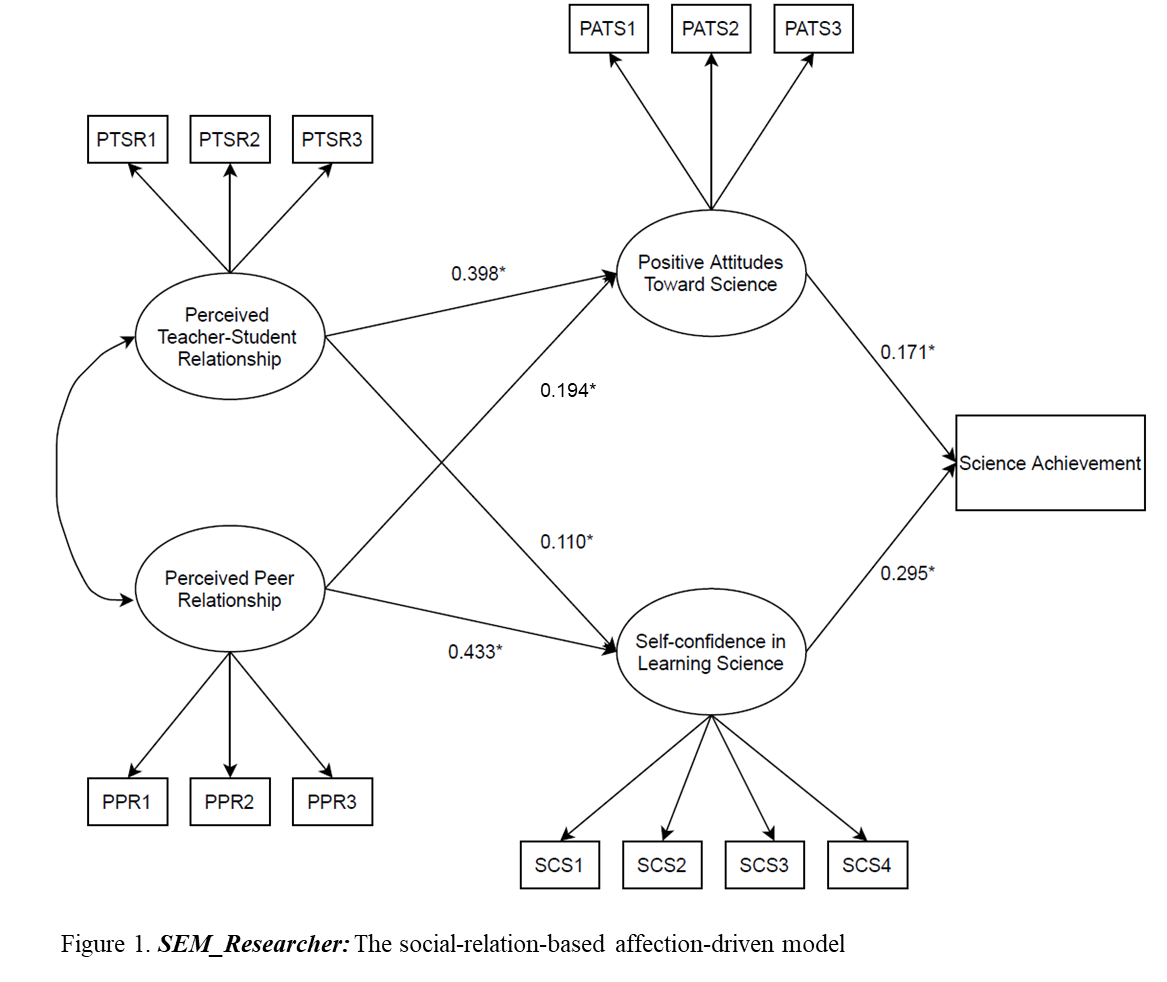 PATS1 PATS2 PATS3
PTSR1 PTSR2 PTSR3
Perceived
Teacher-Student
Relationship
0.398*
Positive Attitudes
Toward Science
0.171*
0.194*
Science Achievement
0.110*
Perceived Peer
Relationship
0.433*
0.295*
Self-confidence in
Learning Science
PPR1 PPR2 PPR3
SCS1 SCS2 SCS3 SCS4
Figure 1. SEM_Researcher: The social-relation-based affection-driven model